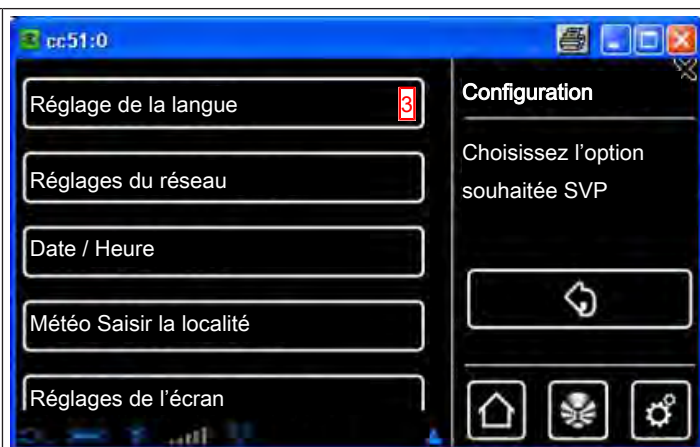 cc51:0
Réglage de la langue 3
Réglages du réseau
Date / Heure
Météo Saisir la localité
Réglages de l'écran
Configuration
Choisissez l'option
souhaitée SVP